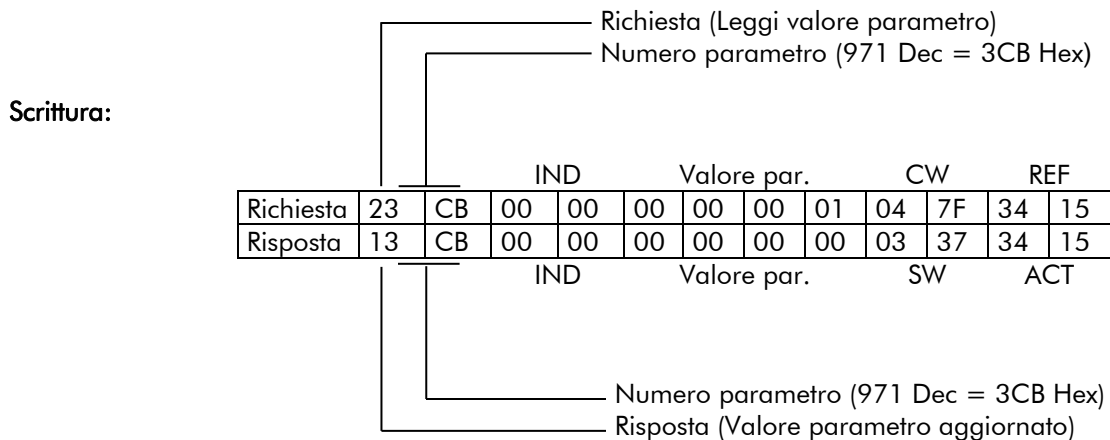 Richiesta (Leggi valore parametro)
Numero parametro (971 Dec = 3CB Hex)
Scrittura:
IND Valore par. CW REF
Richiesta 23 CB 00 00 00 00 00 01 04 7F 34 15
Risposta 13 CB 00 00 00 00 00 00 03 37 34 15
IND Valore par. SW ACT
Numero parametro (971 Dec = 3CB Hex)
Risposta (Valore parametro aggiornato)